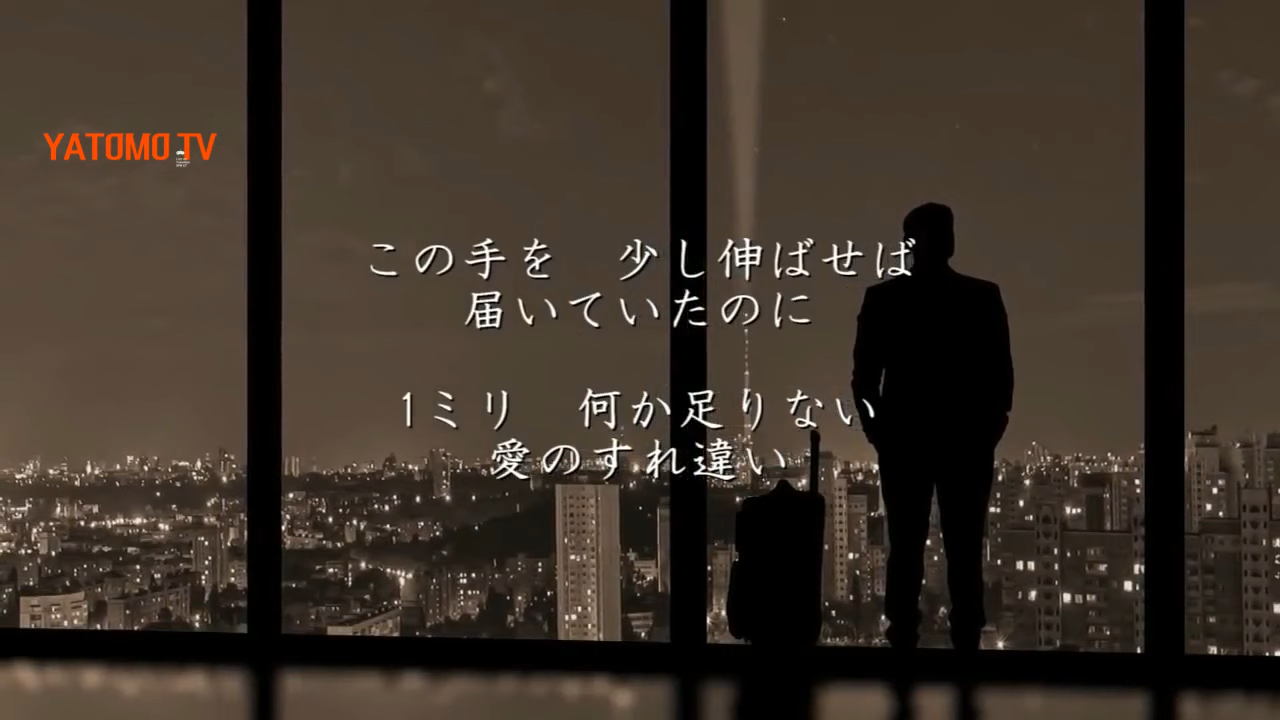 YATOMO TV
この手を　少し伸ばせば
届いていたのに
1ミリ　何か足りない
愛のすれ違い